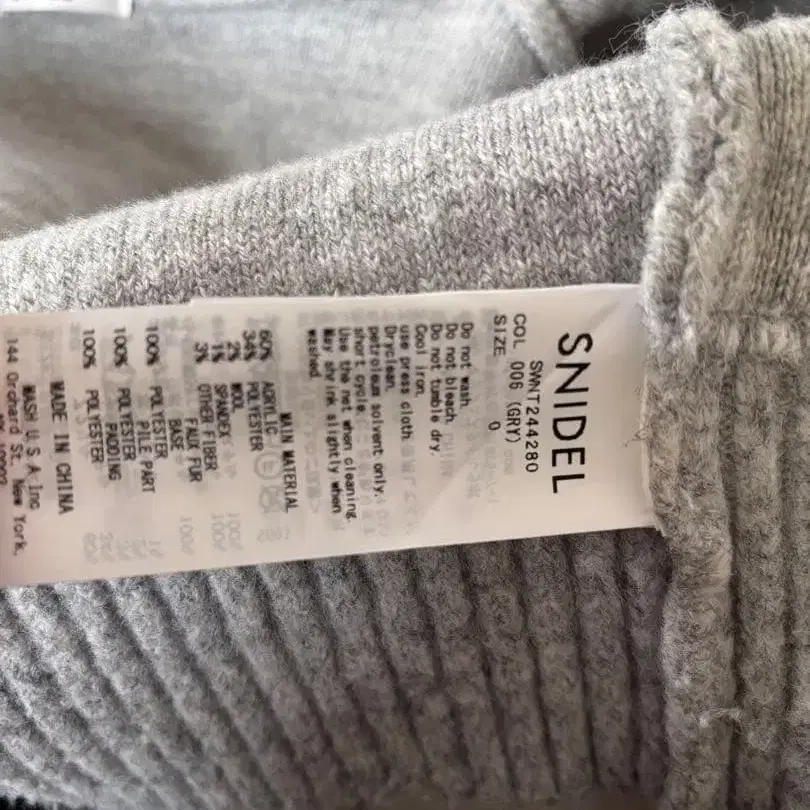 SNIDEL
SWNT244280
COL 006 (GRY)
SIZE 0
Do not wash.
Do not bleach.
Do not tumble dry.
Cool iron.
use press cloth.
Dryclean.
petroleum solvent only.
short cycle.
Use the net when cleaning.
May shrink slightly when
washed.
MAIN MATERIAL
60% ACRYLIC
34% POLYESTER
2% WOOL
1% SPANDEX
3% OTHER FIBER
FAUX FUR
BASE
100% POLYESTER
PILE PART
100% POLYESTER
PADDING
100% POLYESTER
MADE IN CHINA
MASH U.S.A. Inc
144 Orchard St. New York,